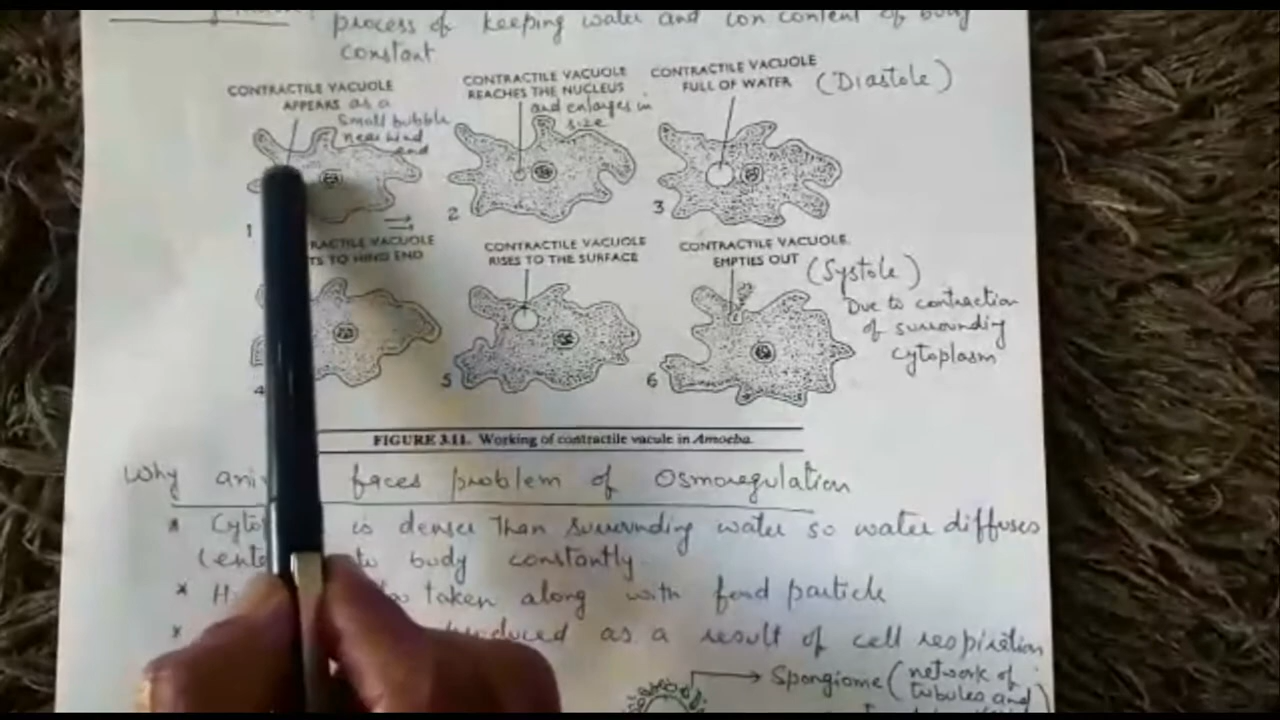 process of keeping water and ion content of body
constant
CONTRACTILE VACUOLE
APPEARS as a
small bubble
near hind
end
CONTRACTILE VACUOLE
REACHES THE NUCLEUS
and enlarges in
size
CONTRACTILE VACUOLE
FULL OF WATER (Diastole)
1
2
3
VACUOLE
TO HIND END
CONTRACTILE VACUOLE
RISES TO THE SURFACE
CONTRACTILE VACUOLE
EMPTIES OUT (Systole)
Due to contraction
of surrounding
cytoplasm
4
5
6
FIGURE 3.11. Working of contractile vacule in Amoeba.
Why faces problem of Osmoregulation
* is denser than surrounding water so water diffuses
body constantly
* taken along with food particle
* as a result of cell respiration
Spongiome (network of
tubules and